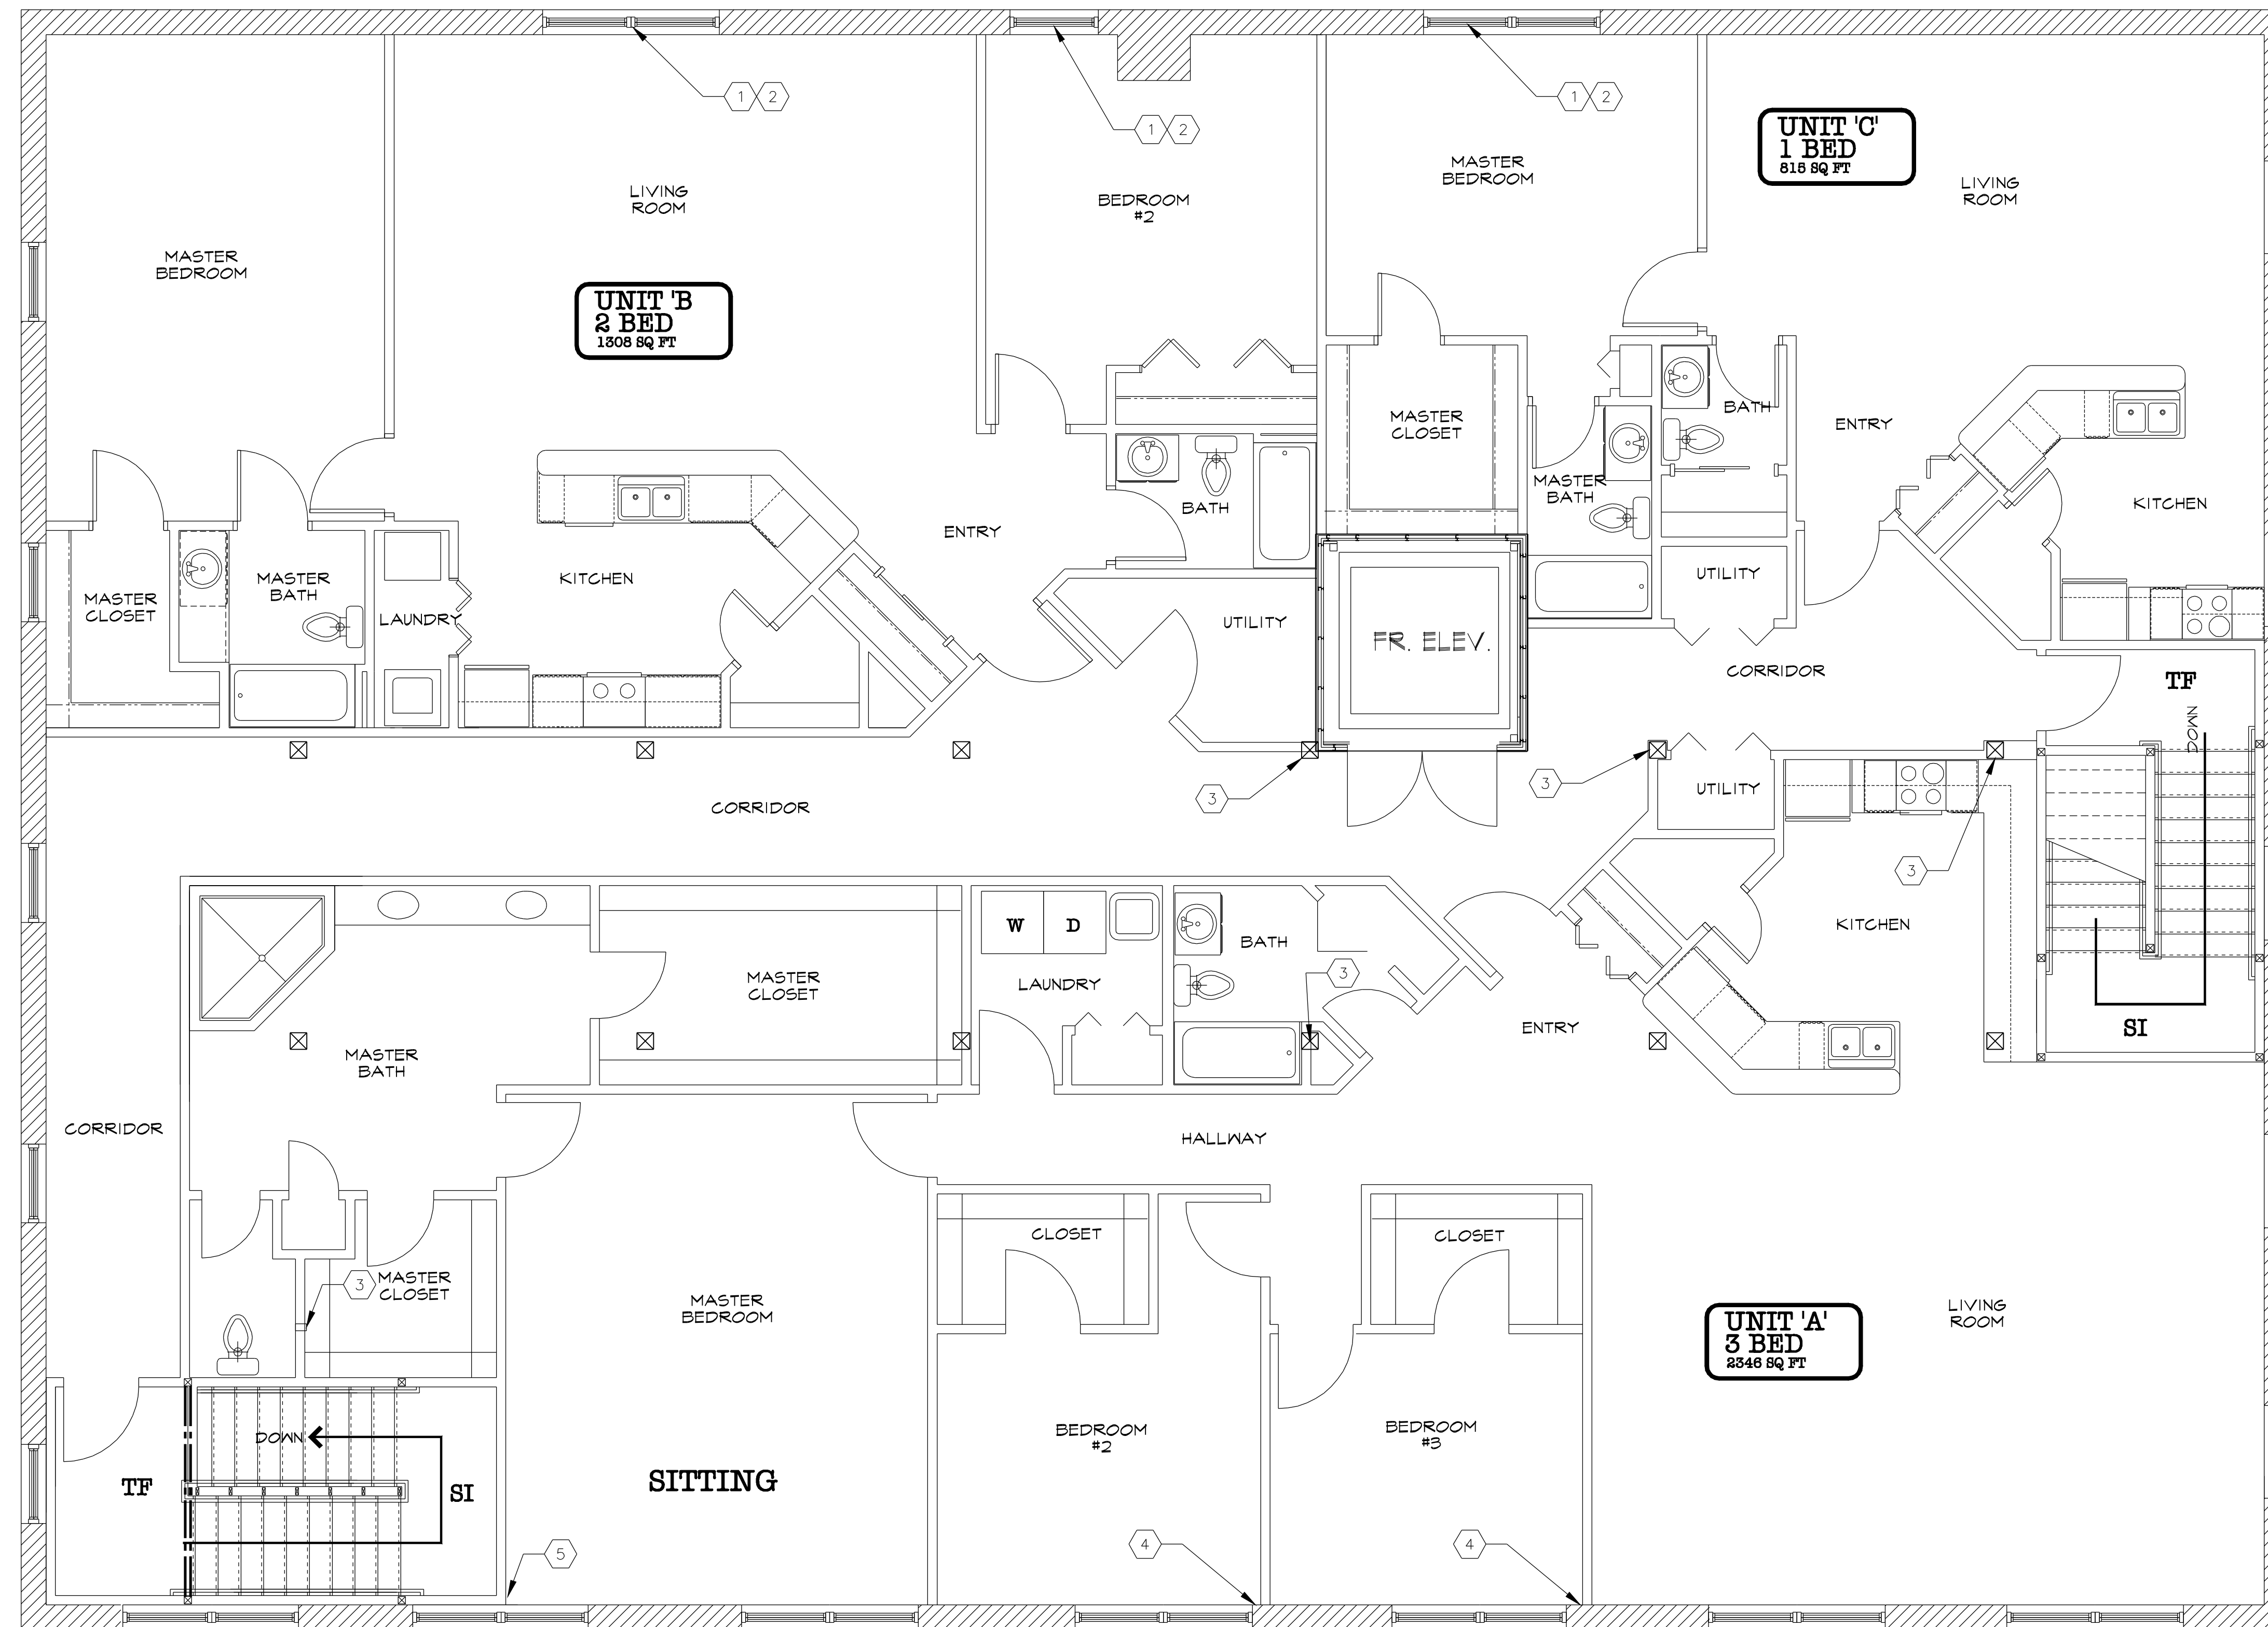 1 2
1 2
1 2
UNIT 'C'
1 BED
815 SQ FT
MASTER
BEDROOM
LIVING
ROOM
LIVING
ROOM
BEDROOM
#2
MASTER
BEDROOM
UNIT 'B
2 BED
1308 SQ FT
MASTER
CLOSET
BATH
ENTRY
MASTER
BATH
KITCHEN
BATH
ENTRY
KITCHEN
MASTER
BATH
MASTER
CLOSET
LAUNDRY
UTILITY
UTILITY
FR. ELEV.
CORRIDOR
TF
DOWN
3
3
UTILITY
CORRIDOR
3
KITCHEN
W
D
BATH
MASTER
CLOSET
LAUNDRY
3
ENTRY
SI
MASTER
BATH
CORRIDOR
HALLWAY
CLOSET
CLOSET
3
MASTER
CLOSET
MASTER
BEDROOM
LIVING
ROOM
UNIT 'A'
3 BED
2346 SQ FT
BEDROOM
#2
BEDROOM
#3
DOWN
TF
SI
SITTING
5
4
4